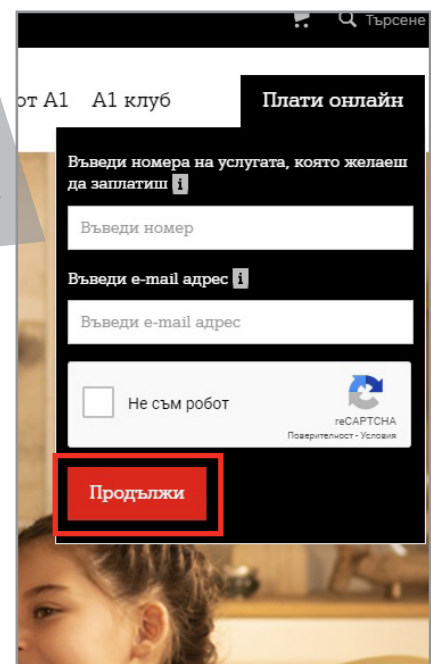 Търсене
от А1 А1 клуб Плати онлайн
Въведи номера на услугата, която желаеш
да заплатиш i
Въведи номер
Въведи e-mail адрес i
Въведи e-mail адрес
Не съм робот
reCAPTCHA
Поверителност - Условия
Продължи